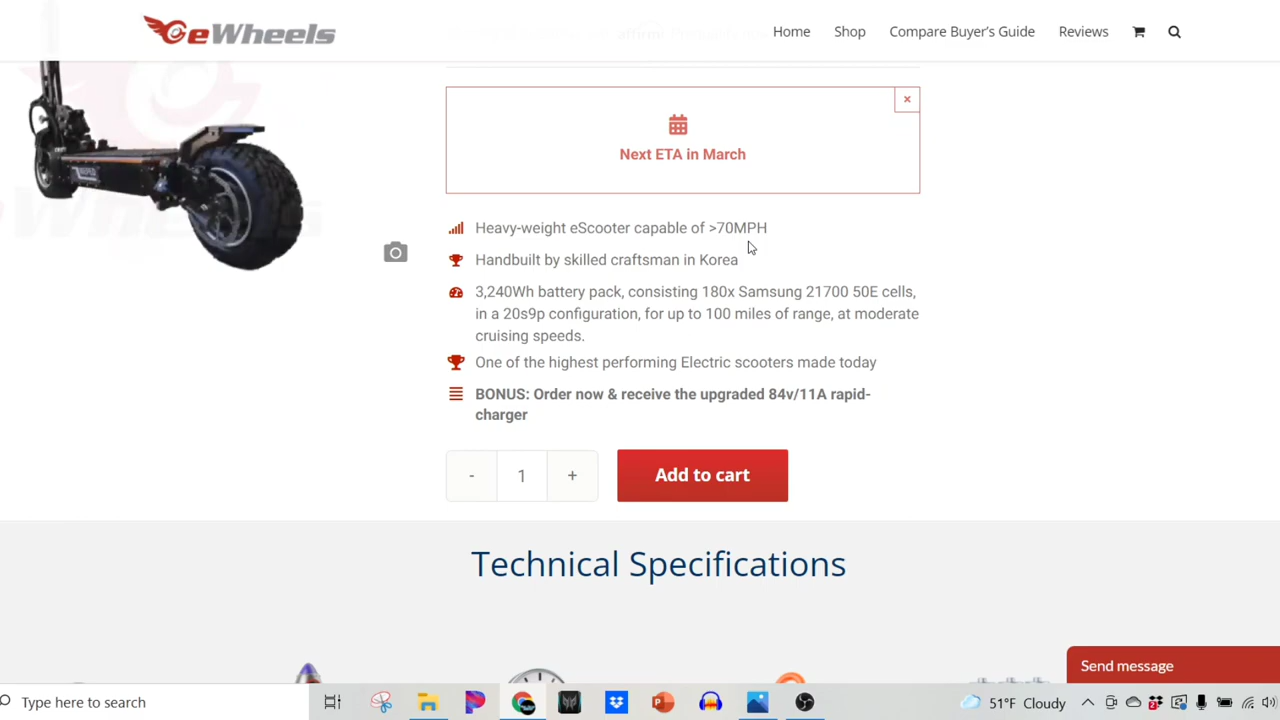 eWheels
Home
Shop
Compare Buyer's Guide
Reviews
×
Next ETA in March
Heavy-weight eScooter capable of >70MPH
Handbuilt by skilled craftsman in Korea
3,240Wh battery pack, consisting 180x Samsung 21700 50E cells,
in a 20s9p configuration, for up to 100 miles of range, at moderate
cruising speeds.
One of the highest performing Electric scooters made today
BONUS: Order now & receive the upgraded 84v/11A rapid-
charger
- 1 +
Add to cart
Technical Specifications
Send message
Type here to search
51°F Cloudy